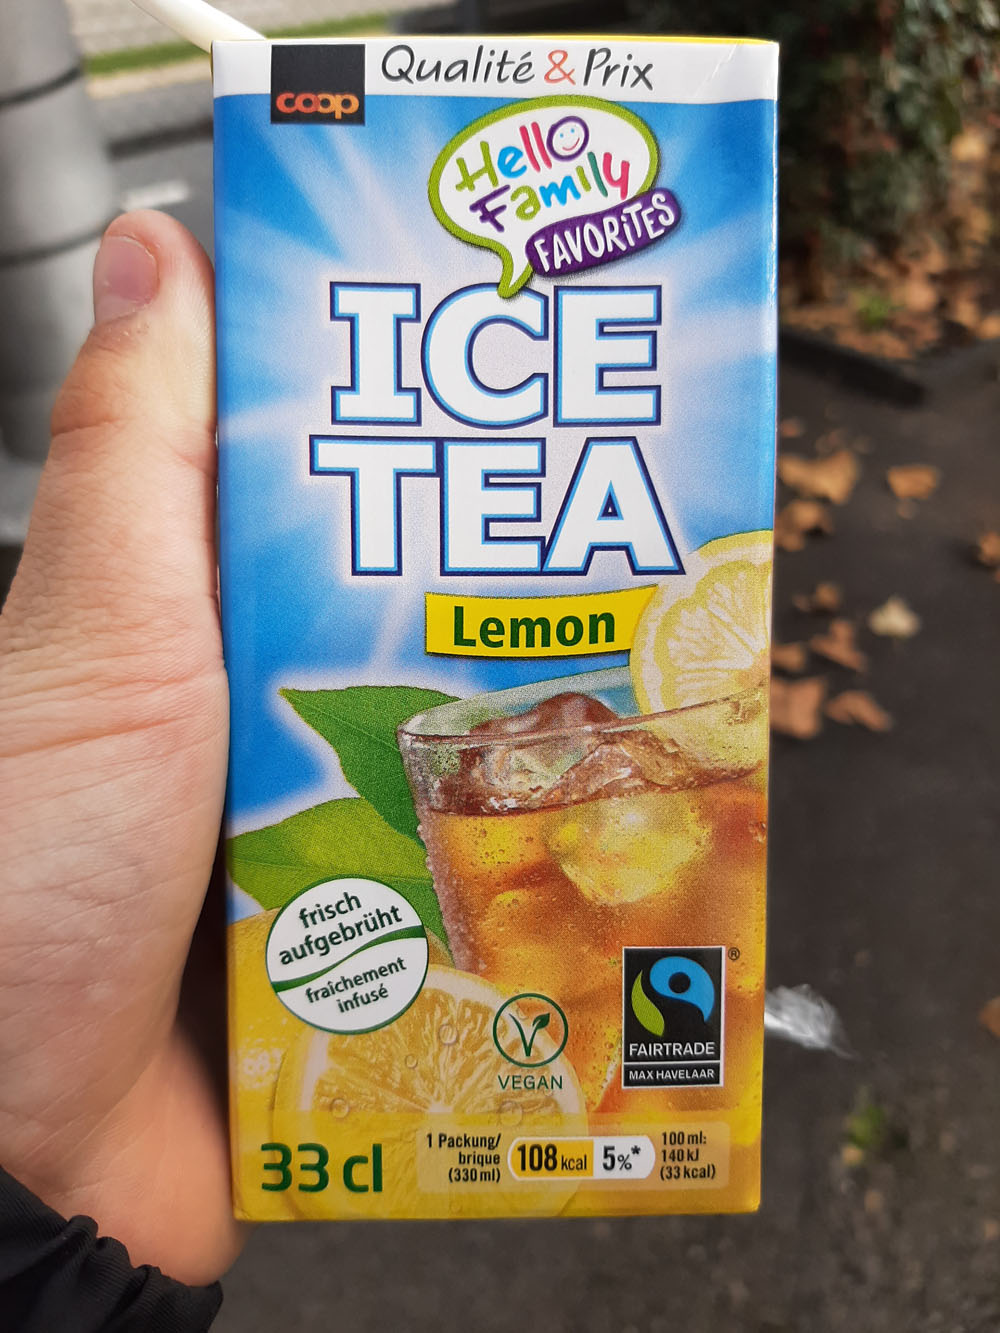 coop
Qualité & Prix
Hello
Family
FAVORiTES
ICE
TEA
Lemon
frisch
aufgebrüht
fraîchement
infusé
VEGAN
®
FAIRTRADE
MAX HAVELAAR
33 cl
1 Packung/
brique
(330 ml)
108 kcal
5%*
100 ml:
140 kJ
(33 kcal)